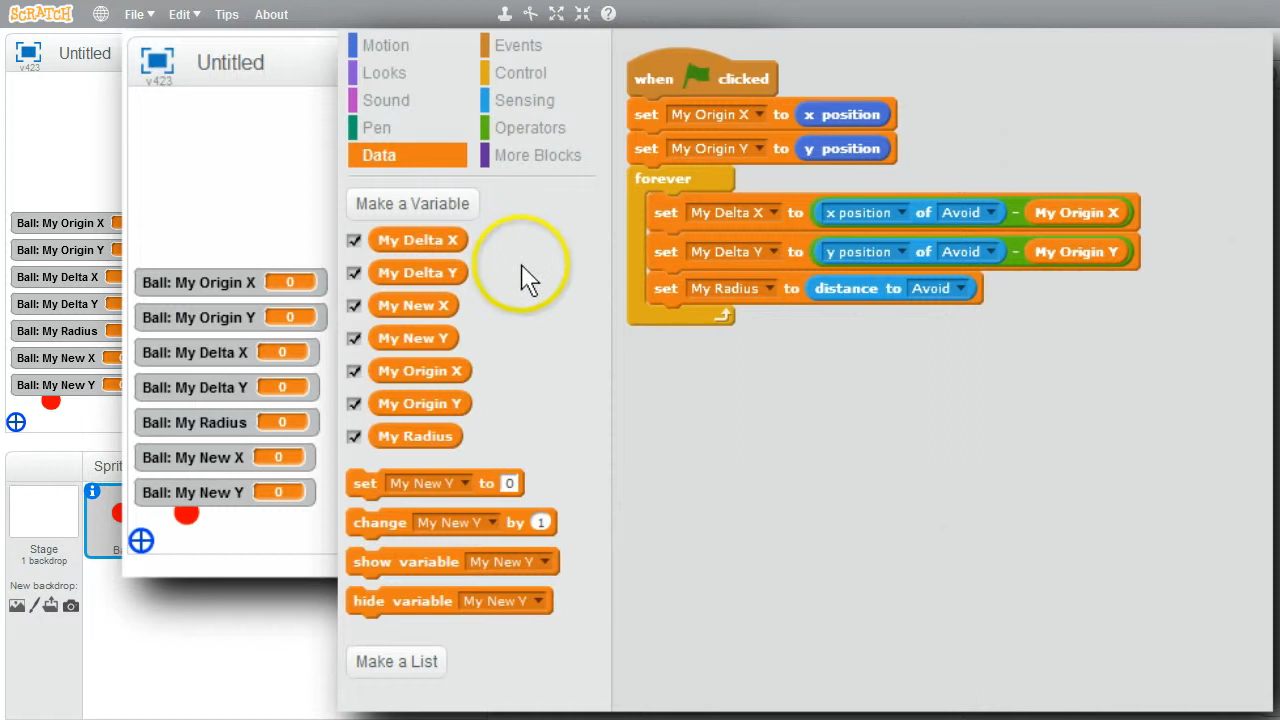 SCRATCH
File Edit Tips About
Untitled
v423
Ball: My Origin X
Ball: My Origin Y
Ball: My Delta X
Ball: My Delta Y
Ball: My Radius
Ball: My New X
Ball: My New Y
Stage
1 backdrop
New backdrop:
Untitled
v423
Ball: My Origin X 0
Ball: My Origin Y 0
Ball: My Delta X 0
Ball: My Delta Y 0
Ball: My Radius 0
Ball: My New X 0
Ball: My New Y 0
Motion Events
Looks Control
Sound Sensing
Pen Operators
Data More Blocks
Make a Variable
My Delta X
My Delta Y
My New X
My New Y
My Origin X
My Origin Y
My Radius
set My New Y to 0
change My New Y by 1
show variable My New Y
hide variable My New Y
Make a List
when clicked
set My Origin X to x position
set My Origin Y to y position
forever
set My Delta X to x position of Avoid - My Origin X
set My Delta Y to y position of Avoid - My Origin Y
set My Radius to distance to Avoid